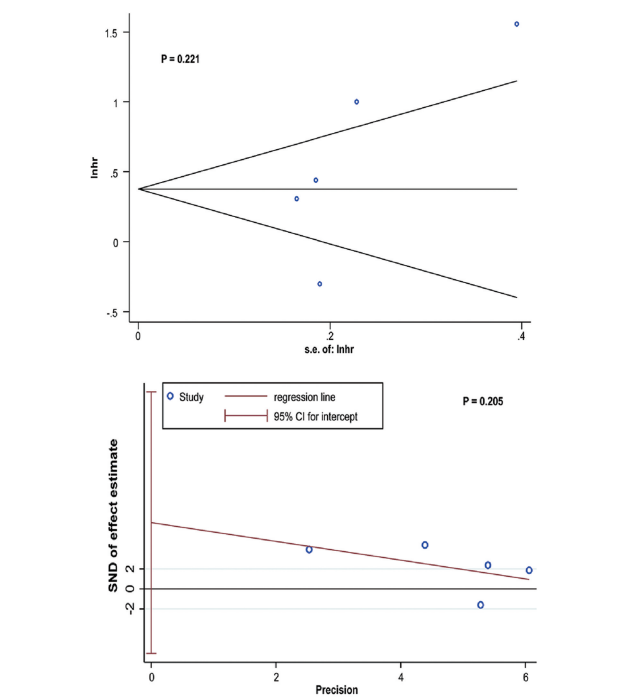 1.5
P = 0.221
1
.5
0
-.5
lnhr
0 .2 .4
s.e. of: lnhr
Study regression line
95% CI for intercept
P = 0.205
SND of effect estimate
2
0
-2
0 2 4 6
Precision